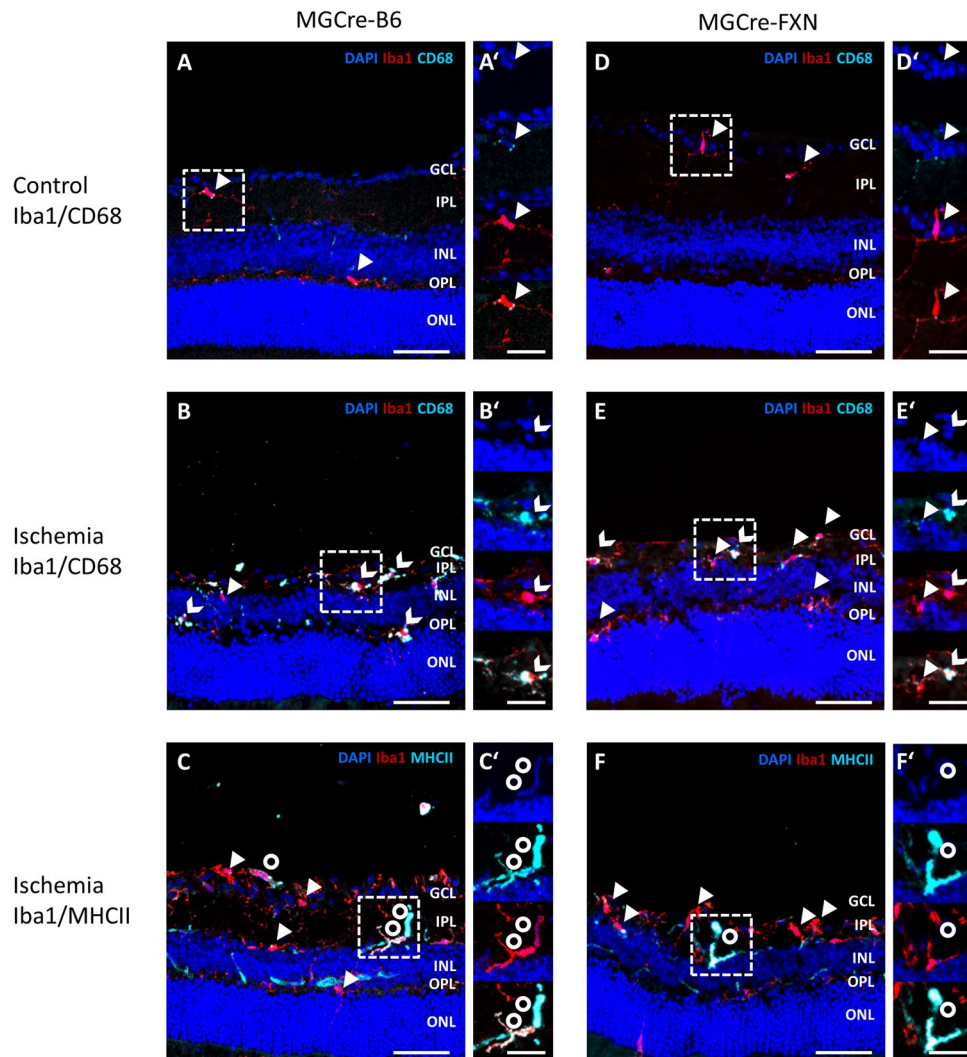 MGCre-B6
MGCre-FXN
Control
Iba1/CD68
A
DAPI Iba1 CD68
GCL
IPL
INL
OPL
ONL
A‘
D
DAPI Iba1 CD68
GCL
IPL
INL
OPL
ONL
D‘
Ischemia
Iba1/CD68
B
DAPI Iba1 CD68
GCL
IPL
INL
OPL
ONL
B‘
E
DAPI Iba1 CD68
GCL
IPL
INL
OPL
ONL
E‘
Ischemia
Iba1/MHCII
C
DAPI Iba1 MHCII
GCL
IPL
INL
OPL
ONL
C‘
F
DAPI Iba1 MHCII
GCL
IPL
INL
OPL
ONL
F‘